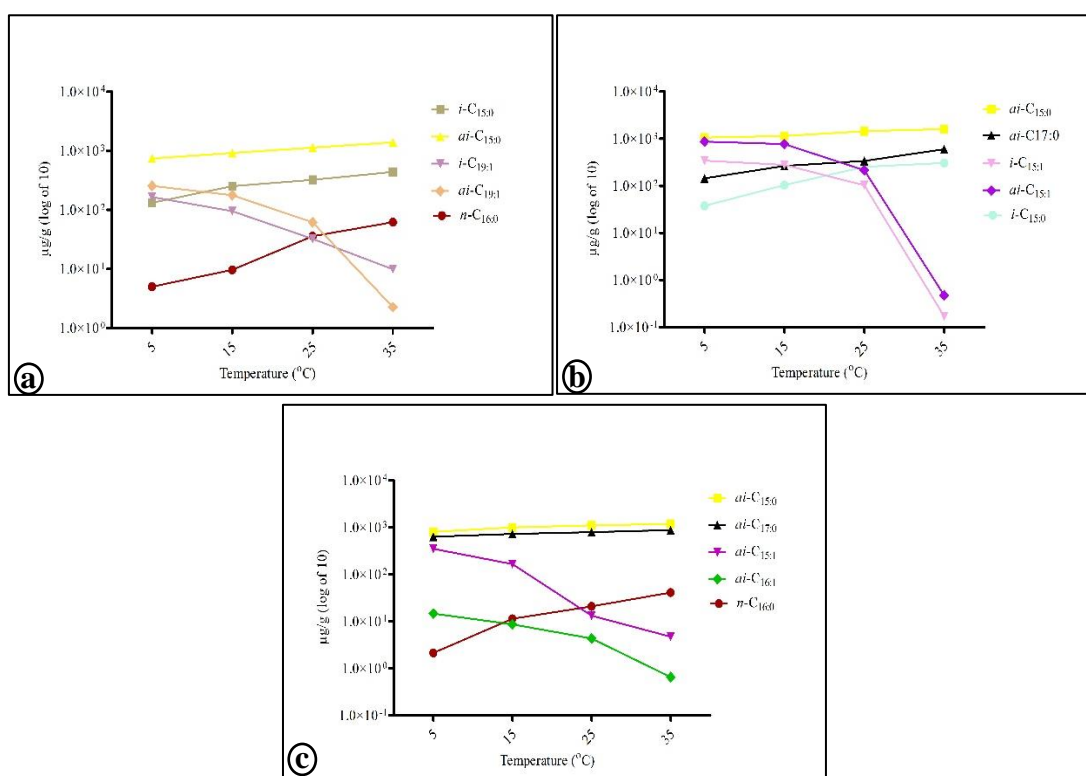 1.0×10⁴
1.0×10³
1.0×10²
1.0×10¹
1.0×10⁰
µg/g (log of 10)
5
15
25
35
Temperature (°C)
i-C₁₅:₀
ai-C₁₅:₀
i-C₁₉:₁
ai-C₁₉:₁
n-C₁₆:₀
a
1.0×10⁴
1.0×10³
1.0×10²
1.0×10¹
1.0×10⁰
1.0×10⁻¹
µg/g (log of 10)
5
15
25
35
Temperature (°C)
ai-C₁₅:₀
ai-C17:0
i-C₁₅:₁
ai-C₁₅:₁
i-C₁₅:₀
b
1.0×10⁴
1.0×10³
1.0×10²
1.0×10¹
1.0×10⁰
1.0×10⁻¹
µg/g (log of 10)
5
15
25
35
Temperature (°C)
ai-C₁₅:₀
ai-C₁₇:₀
ai-C₁₅:₁
ai-C₁₆:₁
n-C₁₆:₀
c